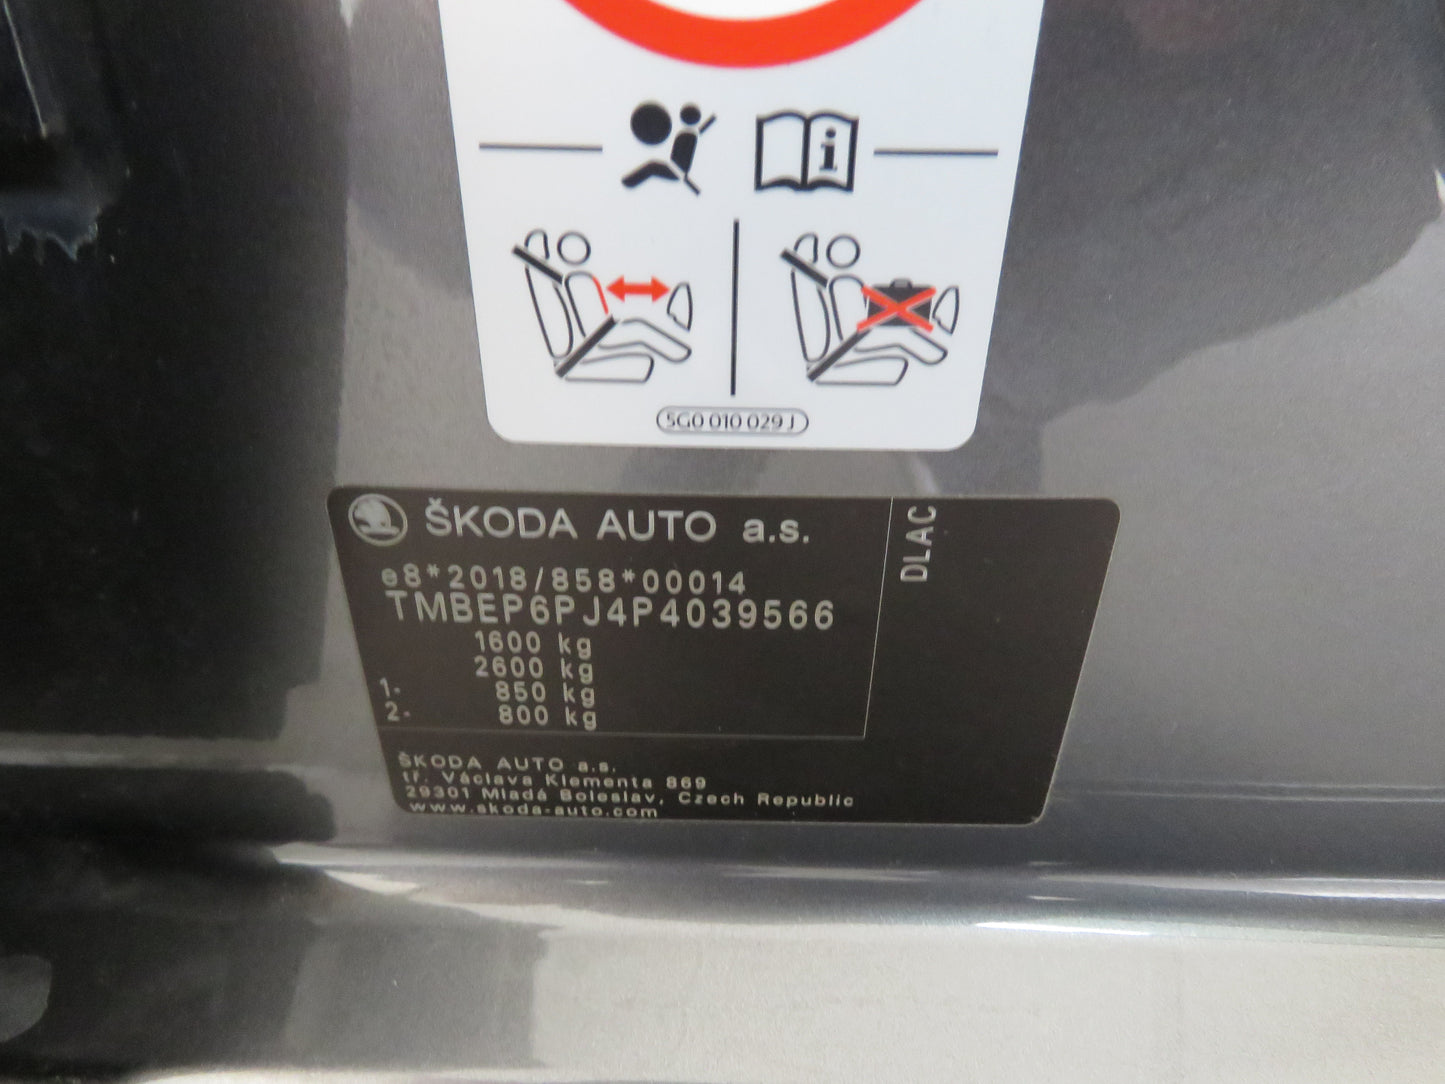 i
5G0 010 029 J
ŠKODA AUTO a.s.
DLAC
e8*2018/858*00014
TMBEP6PJ4P4039566
1600 kg
2600 kg
1- 850 kg
2- 800 kg
ŠKODA AUTO a.s.
tř. Václava Klementa 869
29301 Mladá Boleslav, Czech Republic
www.skoda-auto.com